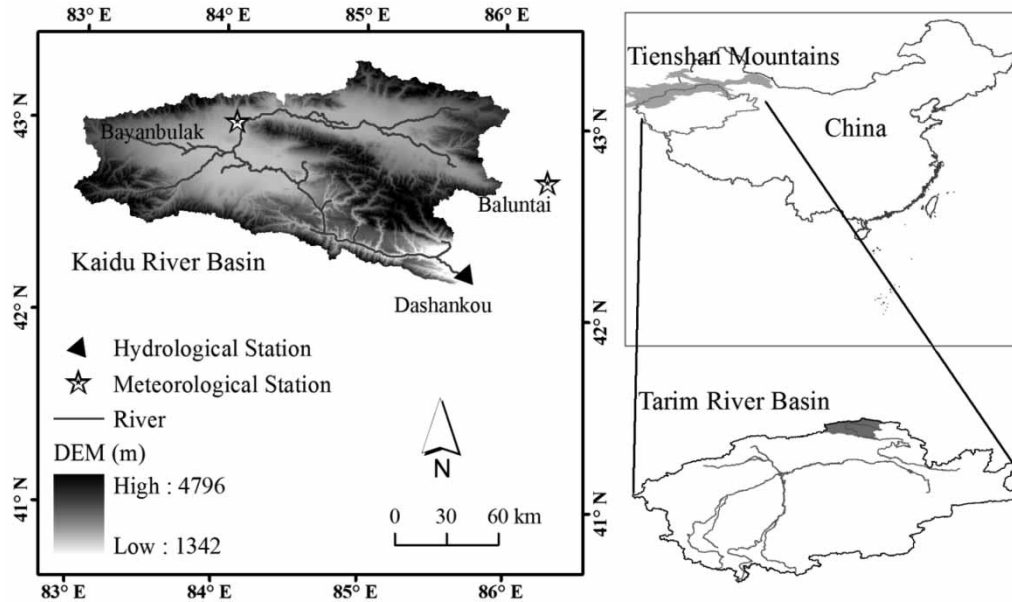 83° E 84° E 85° E 86° E
43° N
42° N
41° N
Bayanbulak
Baluntai
Kaidu River Basin
Dashankou
Hydrological Station
Meteorological Station
River
DEM (m)
High : 4796
Low : 1342
N
0 30 60 km
83° E 84° E 85° E 86° E
43° N
42° N
41° N
Tienshan Mountains
China
Tarim River Basin